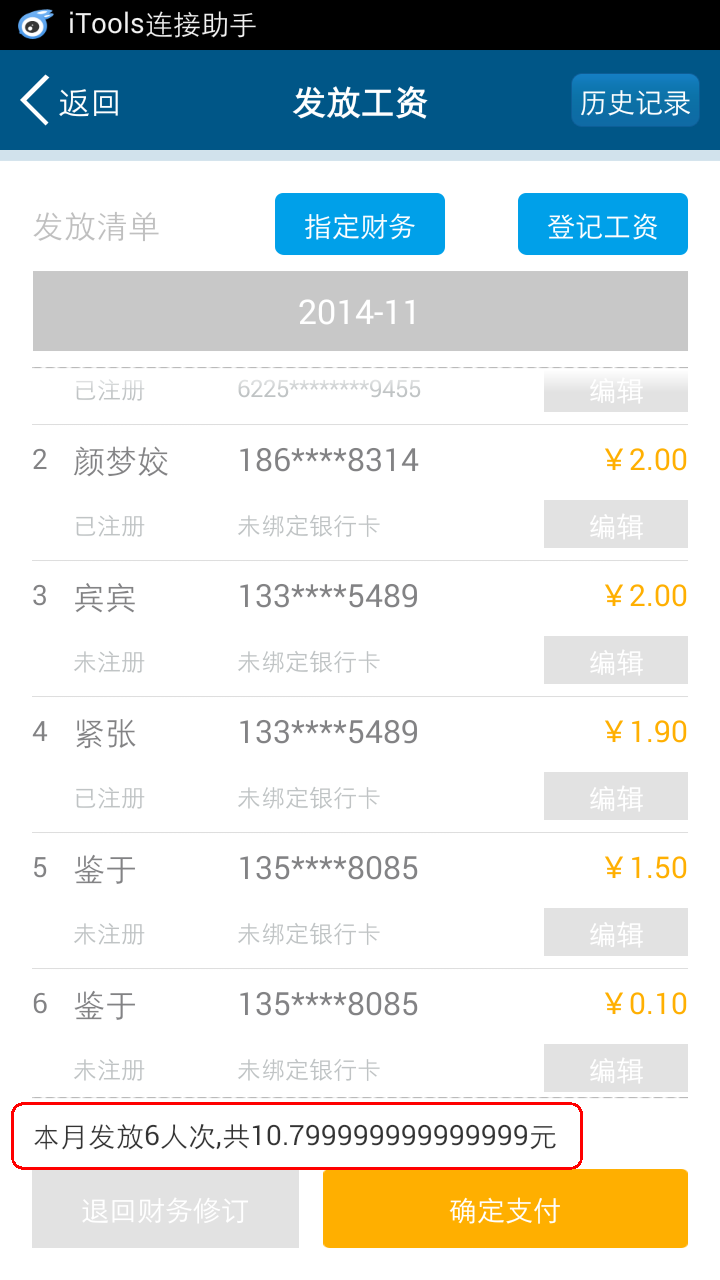 iTools连接助手
返回 发放工资 历史记录
发放清单 指定财务 登记工资
2014-11
已注册 6225********9455 编辑
2 颜梦姣 186****8314 ¥2.00
已注册 未绑定银行卡 编辑
3 宾宾 133****5489 ¥2.00
未注册 未绑定银行卡 编辑
4 紧张 133****5489 ¥1.90
已注册 未绑定银行卡 编辑
5 鉴于 135****8085 ¥1.50
未注册 未绑定银行卡 编辑
6 鉴于 135****8085 ¥0.10
未注册 未绑定银行卡 编辑
本月发放6人次,共10.799999999999999元
退回财务修订 确定支付